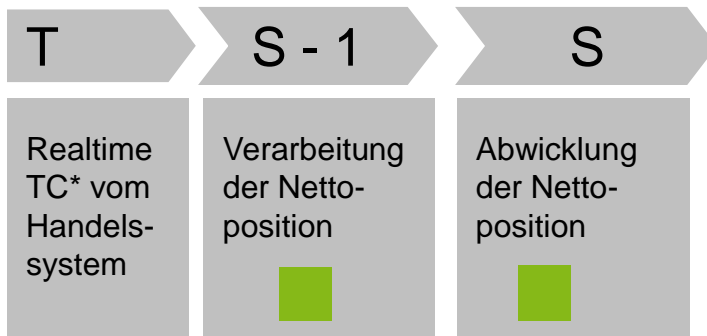 T
S - 1
S
Realtime
TC* vom
Handels-
system
Verarbeitung
der Netto-
position
Abwicklung
der Netto-
position